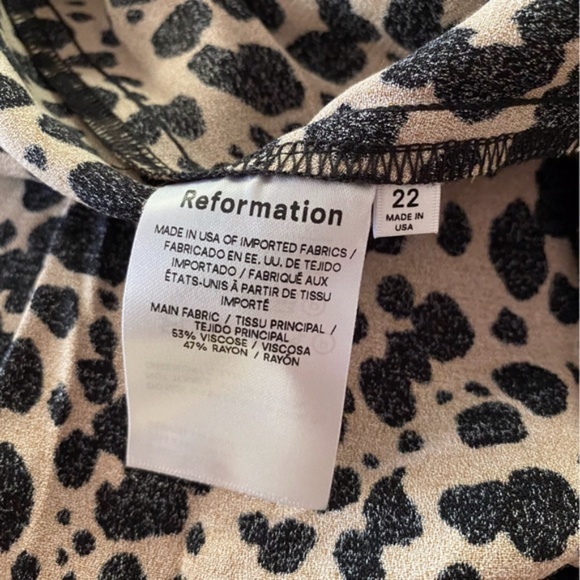 Reformation
MADE IN USA OF IMPORTED FABRICS /
FABRICADO EN EE. UU. DE TEJIDO
IMPORTADO / FABRIQUÉ AUX
ÉTATS-UNIS À PARTIR DE TISSU
IMPORTÉ
MAIN FABRIC / TISSU PRINCIPAL /
TEJIDO PRINCIPAL
53% VISCOSE / VISCOSA
47% RAYON / RAYÓN
22
MADE IN
USA